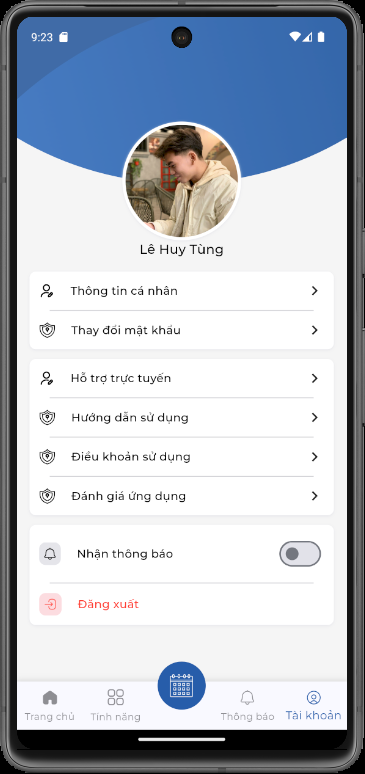 9:23
Lê Huy Tùng
Thông tin cá nhân
Thay đổi mật khẩu
Hỗ trợ trực tuyến
Hướng dẫn sử dụng
Điều khoản sử dụng
Đánh giá ứng dụng
Nhận thông báo
Đăng xuất
Trang chủ
Tính năng
Thông báo
Tài khoản